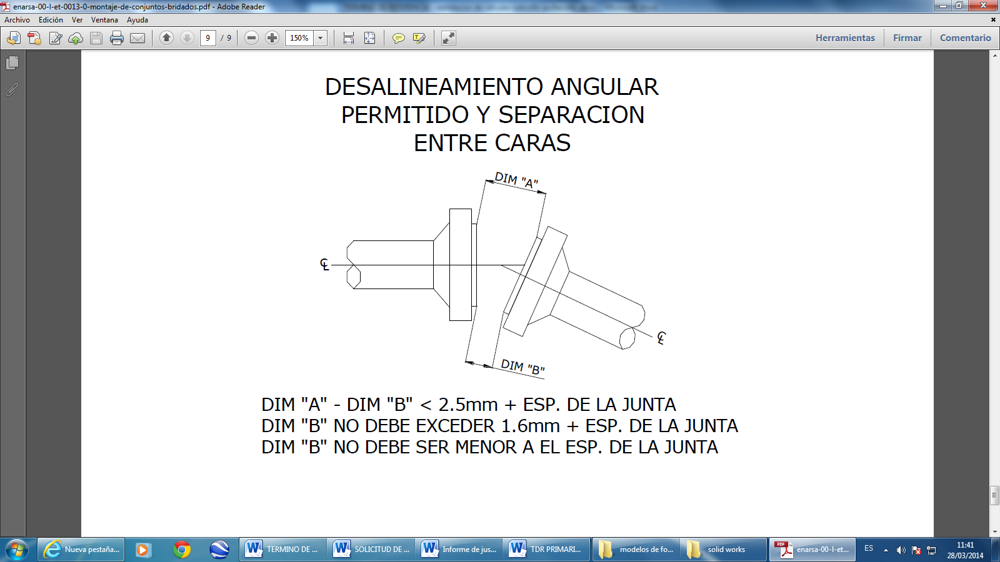 enarsa-00-l-et-0013-0-montaje-de-conjuntos-bridados.pdf - Adobe Reader
Archivo Edición Ver Ventana Ayuda
9 / 9 150% Herramientas Firmar Comentario
DESALINEAMIENTO ANGULAR
PERMITIDO Y SEPARACION
ENTRE CARAS
DIM "A"
℄
℄
DIM "B"
DIM "A" - DIM "B" < 2.5mm + ESP. DE LA JUNTA
DIM "B" NO DEBE EXCEDER 1.6mm + ESP. DE LA JUNTA
DIM "B" NO DEBE SER MENOR A EL ESP. DE LA JUNTA
Nueva pestaña... TERMINO DE ... SOLICITUD DE ... Informe de jus... TDR PRIMARI... modelos de fo... solid works enarsa-00-l-et... ES 11:41
28/03/2014